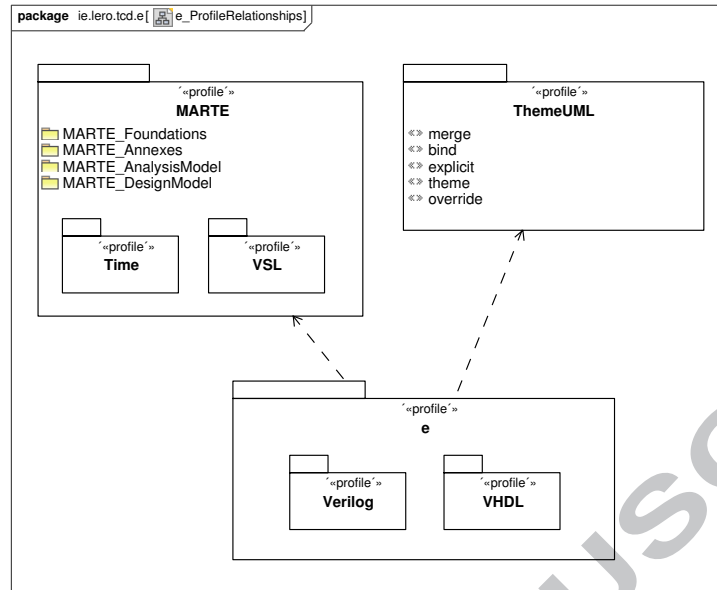 package ie.lero.tcd.e[ e_ProfileRelationships]
´«profile´»
MARTE
MARTE_Foundations
MARTE_Annexes
MARTE_AnalysisModel
MARTE_DesignModel
´«profile´»
Time
´«profile´»
VSL
´«profile´»
ThemeUML
«» merge
«» bind
«» explicit
«» theme
«» override
´«profile´»
e
´«profile´»
Verilog
´«profile´»
VHDL